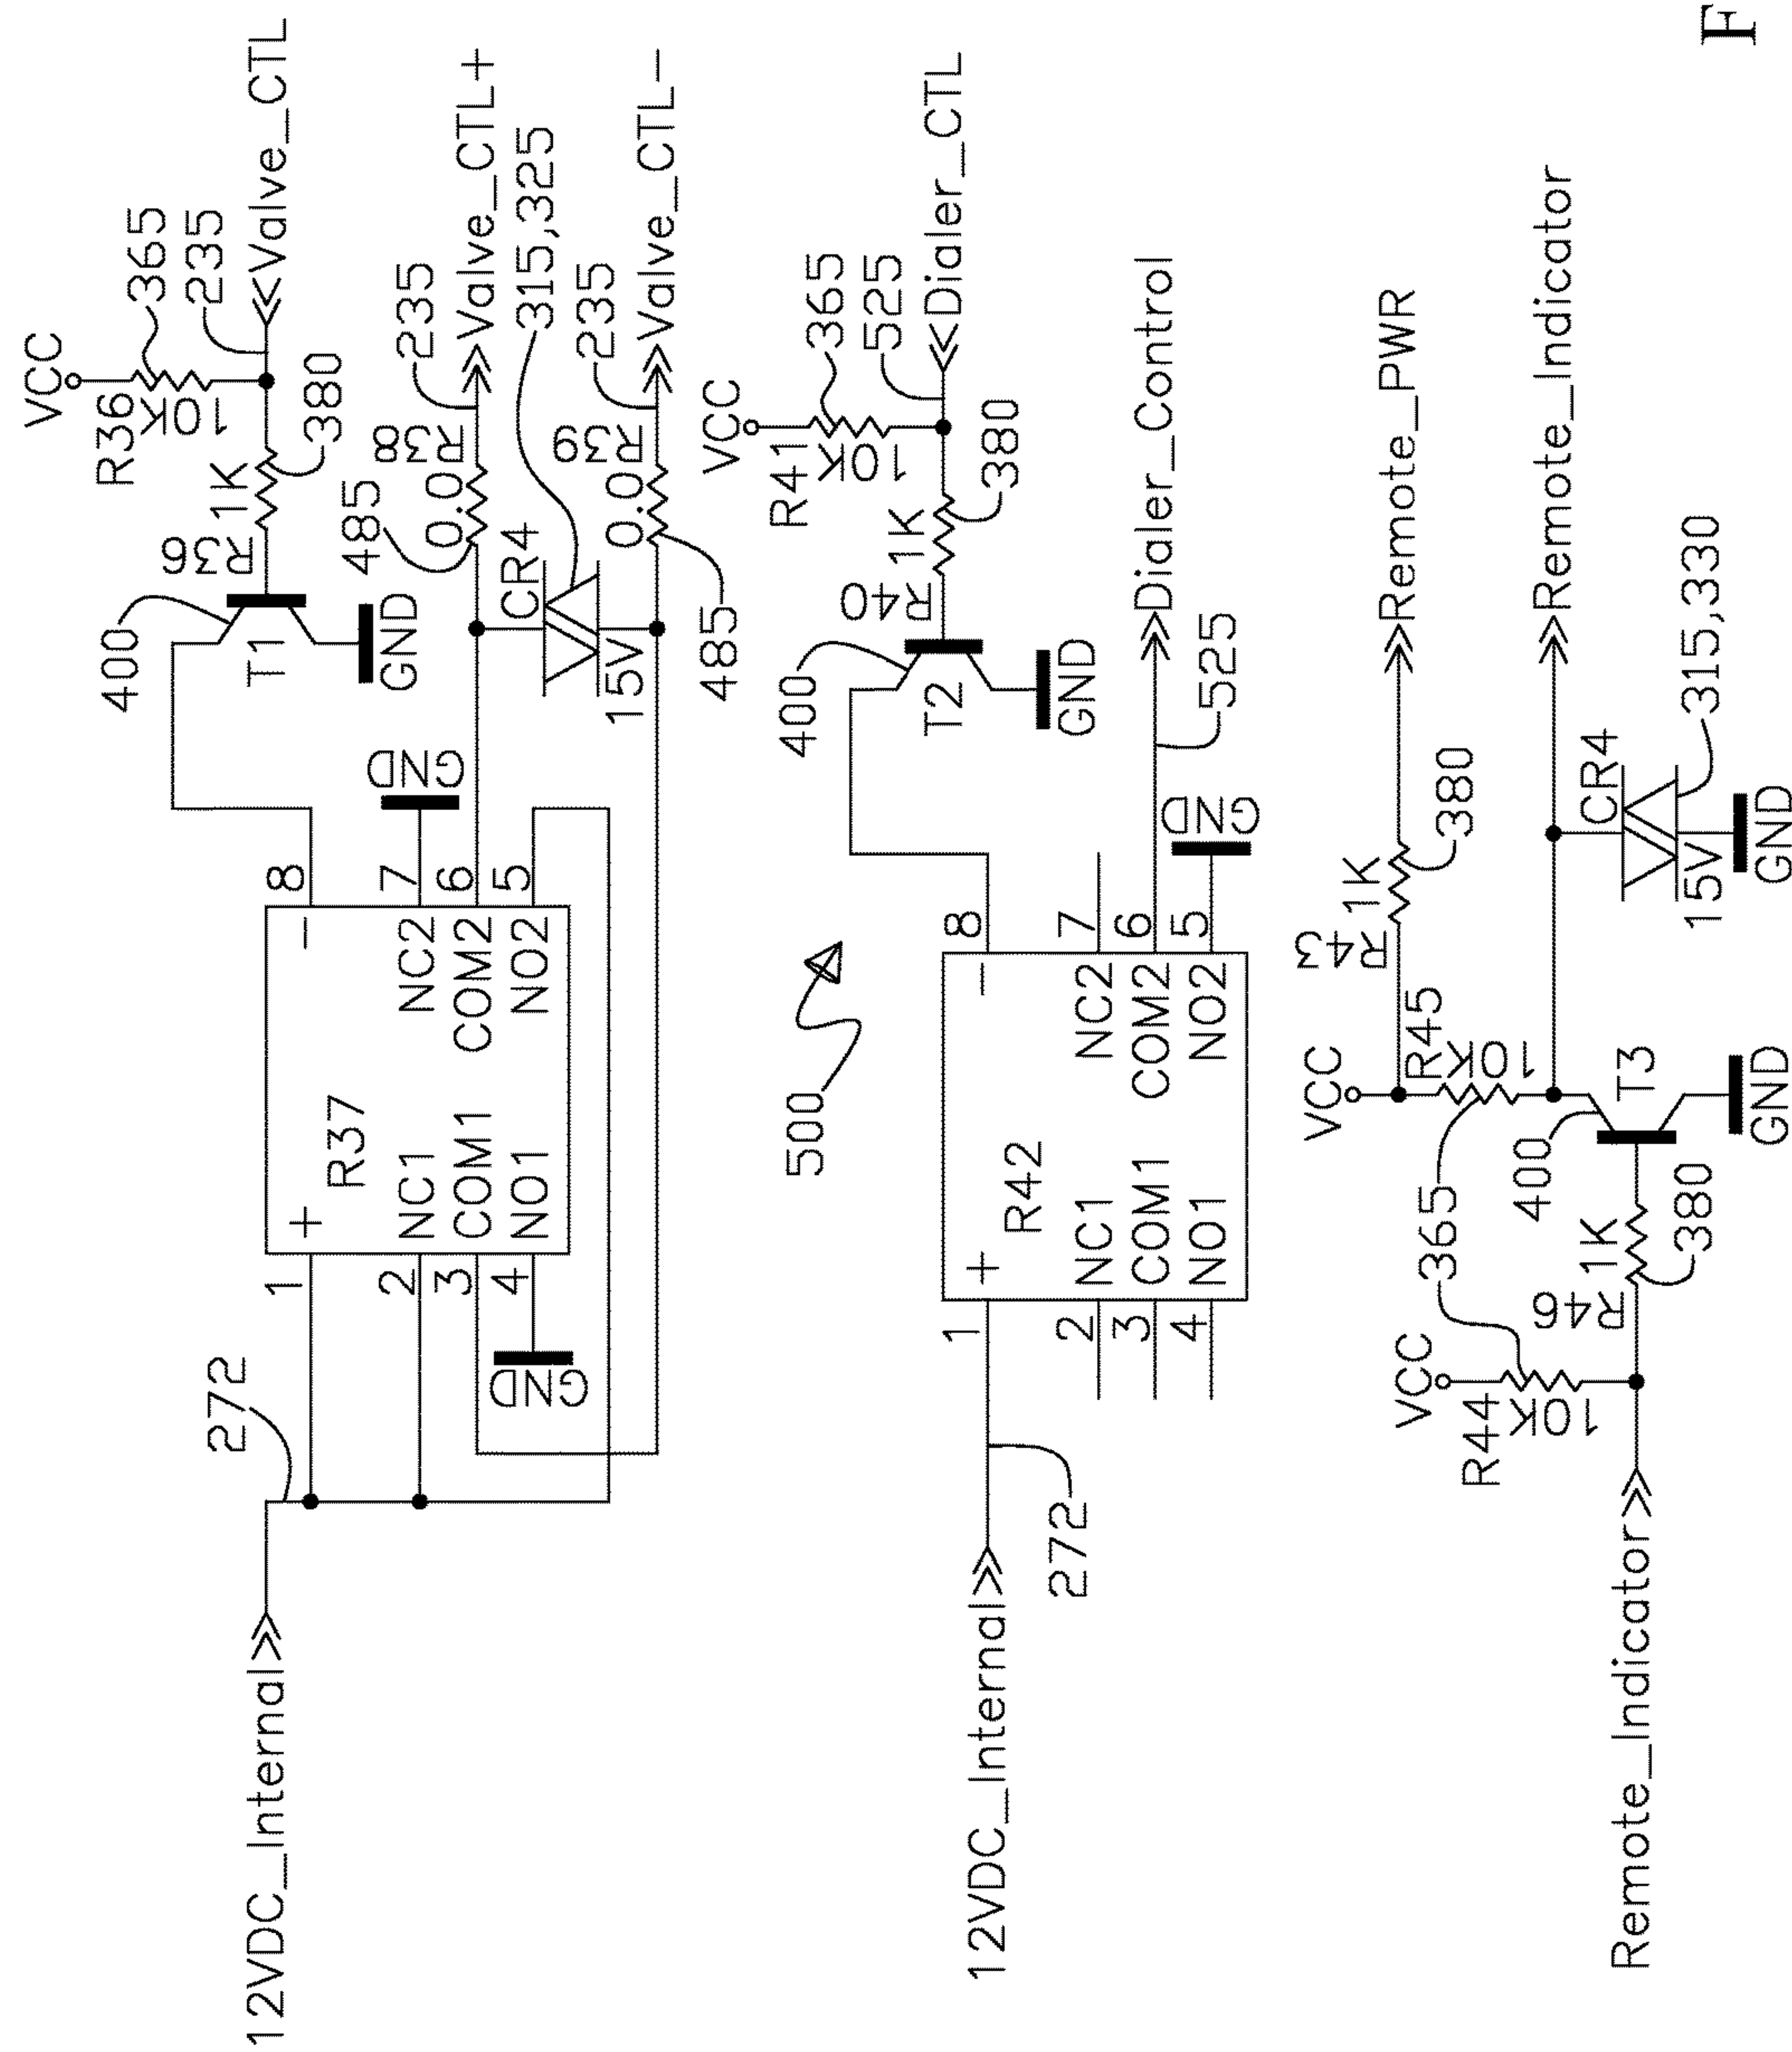 VCC
R36
10K
365
235
<<Valve_CTL
380
1K
R36
400
T1
GND
272
12VDC_Internal>>
1
+
R37
-
8
2
NC1
NC2
7
GND
3
COM1
COM2
6
4
NO1
NO2
5
GND
485
0.0
R38
235
>>Valve_CTL+
CR4
15V
315,325
0.0
R39
235
>>Valve_CTL-
485
VCC
R41
10K
365
525
<<Dialer_CTL
380
1K
R40
400
T2
GND
500
12VDC_Internal>>
272
1
+
R42
-
8
2
NC1
NC2
7
3
COM1
COM2
6
>>Dialer_Control
525
4
NO1
NO2
5
GND
VCC
R43
1K
380
>>Remote_PWR
R45
10K
365
>>Remote_Indicator
CR4
15V
315,330
GND
400
T3
GND
VCC
R44
10K
R46
1K
380
Remote_Indicator>>
F